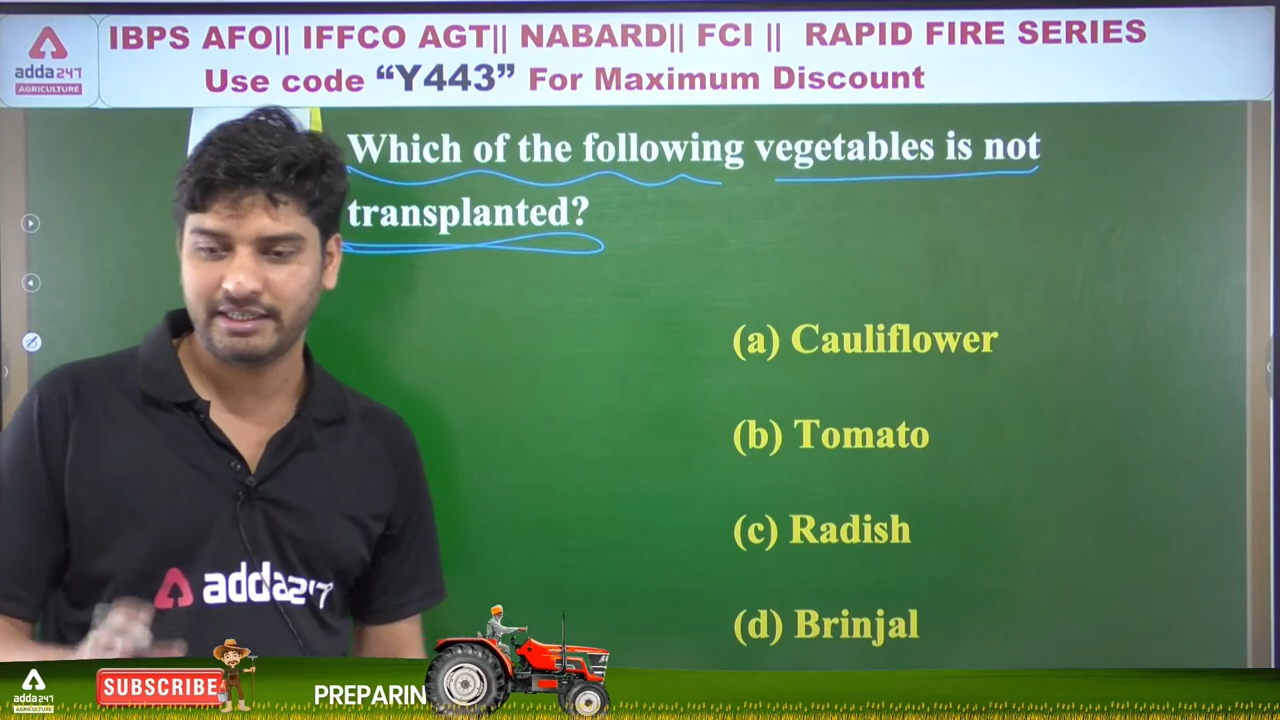 IBPS AFO|| IFFCO AGT|| NABARD|| FCI || RAPID FIRE SERIES
Use code “Y443” For Maximum Discount
adda247
AGRICULTURE
Which of the following vegetables is not
transplanted?
(a) Cauliflower
(b) Tomato
(c) Radish
(d) Brinjal
adda247
adda247
AGRICULTURE
SUBSCRIBE
PREPARIN